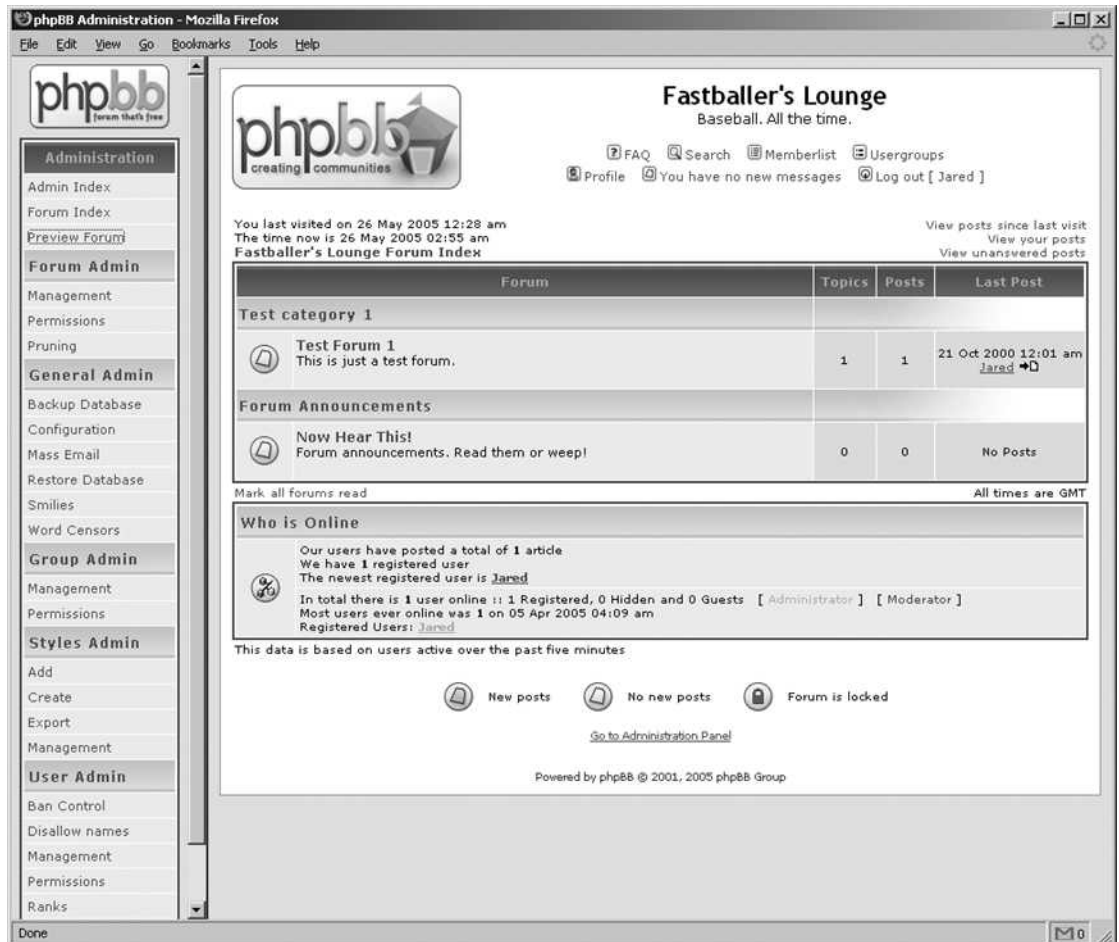 phpBB Administration - Mozilla Firefox
File Edit View Go Bookmarks Tools Help
phpbb
forum that's free
Administration
Admin Index
Forum Index
Preview Forum
Forum Admin
Management
Permissions
Pruning
General Admin
Backup Database
Configuration
Mass Email
Restore Database
Smilies
Word Censors
Group Admin
Management
Permissions
Styles Admin
Add
Create
Export
Management
User Admin
Ban Control
Disallow names
Management
Permissions
Ranks
phpbb
creating communities
Fastballer's Lounge
Baseball. All the time.
FAQ Search Memberlist Usergroups
Profile You have no new messages Log out [ Jared ]
You last visited on 26 May 2005 12:28 am
The time now is 26 May 2005 02:55 am
Fastballer's Lounge Forum Index
View posts since last visit
View your posts
View unanswered posts
Forum Topics Posts Last Post
Test category 1
Test Forum 1
This is just a test forum.
1 1
21 Oct 2000 12:01 am
Jared
Forum Announcements
Now Hear This!
Forum announcements. Read them or weep!
0 0 No Posts
Mark all forums read All times are GMT
Who is Online
Our users have posted a total of 1 article
We have 1 registered user
The newest registered user is Jared
In total there is 1 user online :: 1 Registered, 0 Hidden and 0 Guests [ Administrator ] [ Moderator ]
Most users ever online was 1 on 05 Apr 2005 04:09 am
Registered Users: Jared
This data is based on users active over the past five minutes
New posts No new posts Forum is locked
Go to Administration Panel
Powered by phpBB © 2001, 2005 phpBB Group
Done 0